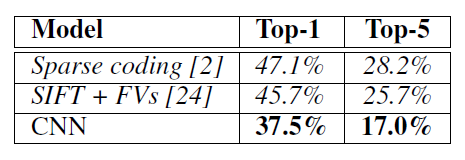 Model Top-1 Top-5
Sparse coding [2] 47.1% 28.2%
SIFT + FVs [24] 45.7% 25.7%
CNN 37.5% 17.0%